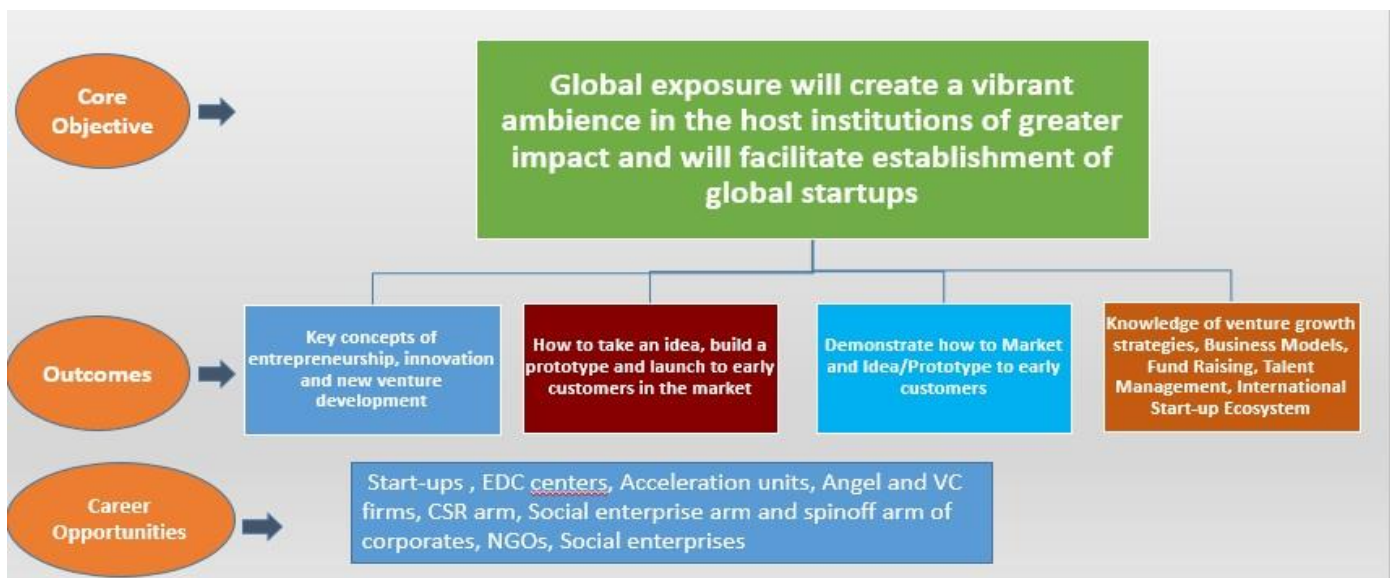 Core
Objective
Global exposure will create a vibrant
ambience in the host institutions of greater
impact and will facilitate establishment of
global startups
Outcomes
Key concepts of
entrepreneurship, innovation
and new venture
development
How to take an idea, build a
prototype and launch to early
customers in the market
Demonstrate how to Market
and Idea/Prototype to early
customers
Knowledge of venture growth
strategies, Business Models,
Fund Raising, Talent
Management, International
Start-up Ecosystem
Career
Opportunities
Start-ups , EDC centers, Acceleration units, Angel and VC
firms, CSR arm, Social enterprise arm and spinoff arm of
corporates, NGOs, Social enterprises